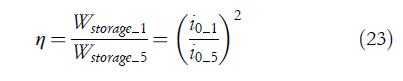 η = W_storage_1 / W_storage_5 = (i_0_1 / i_0_5)^2 (23)